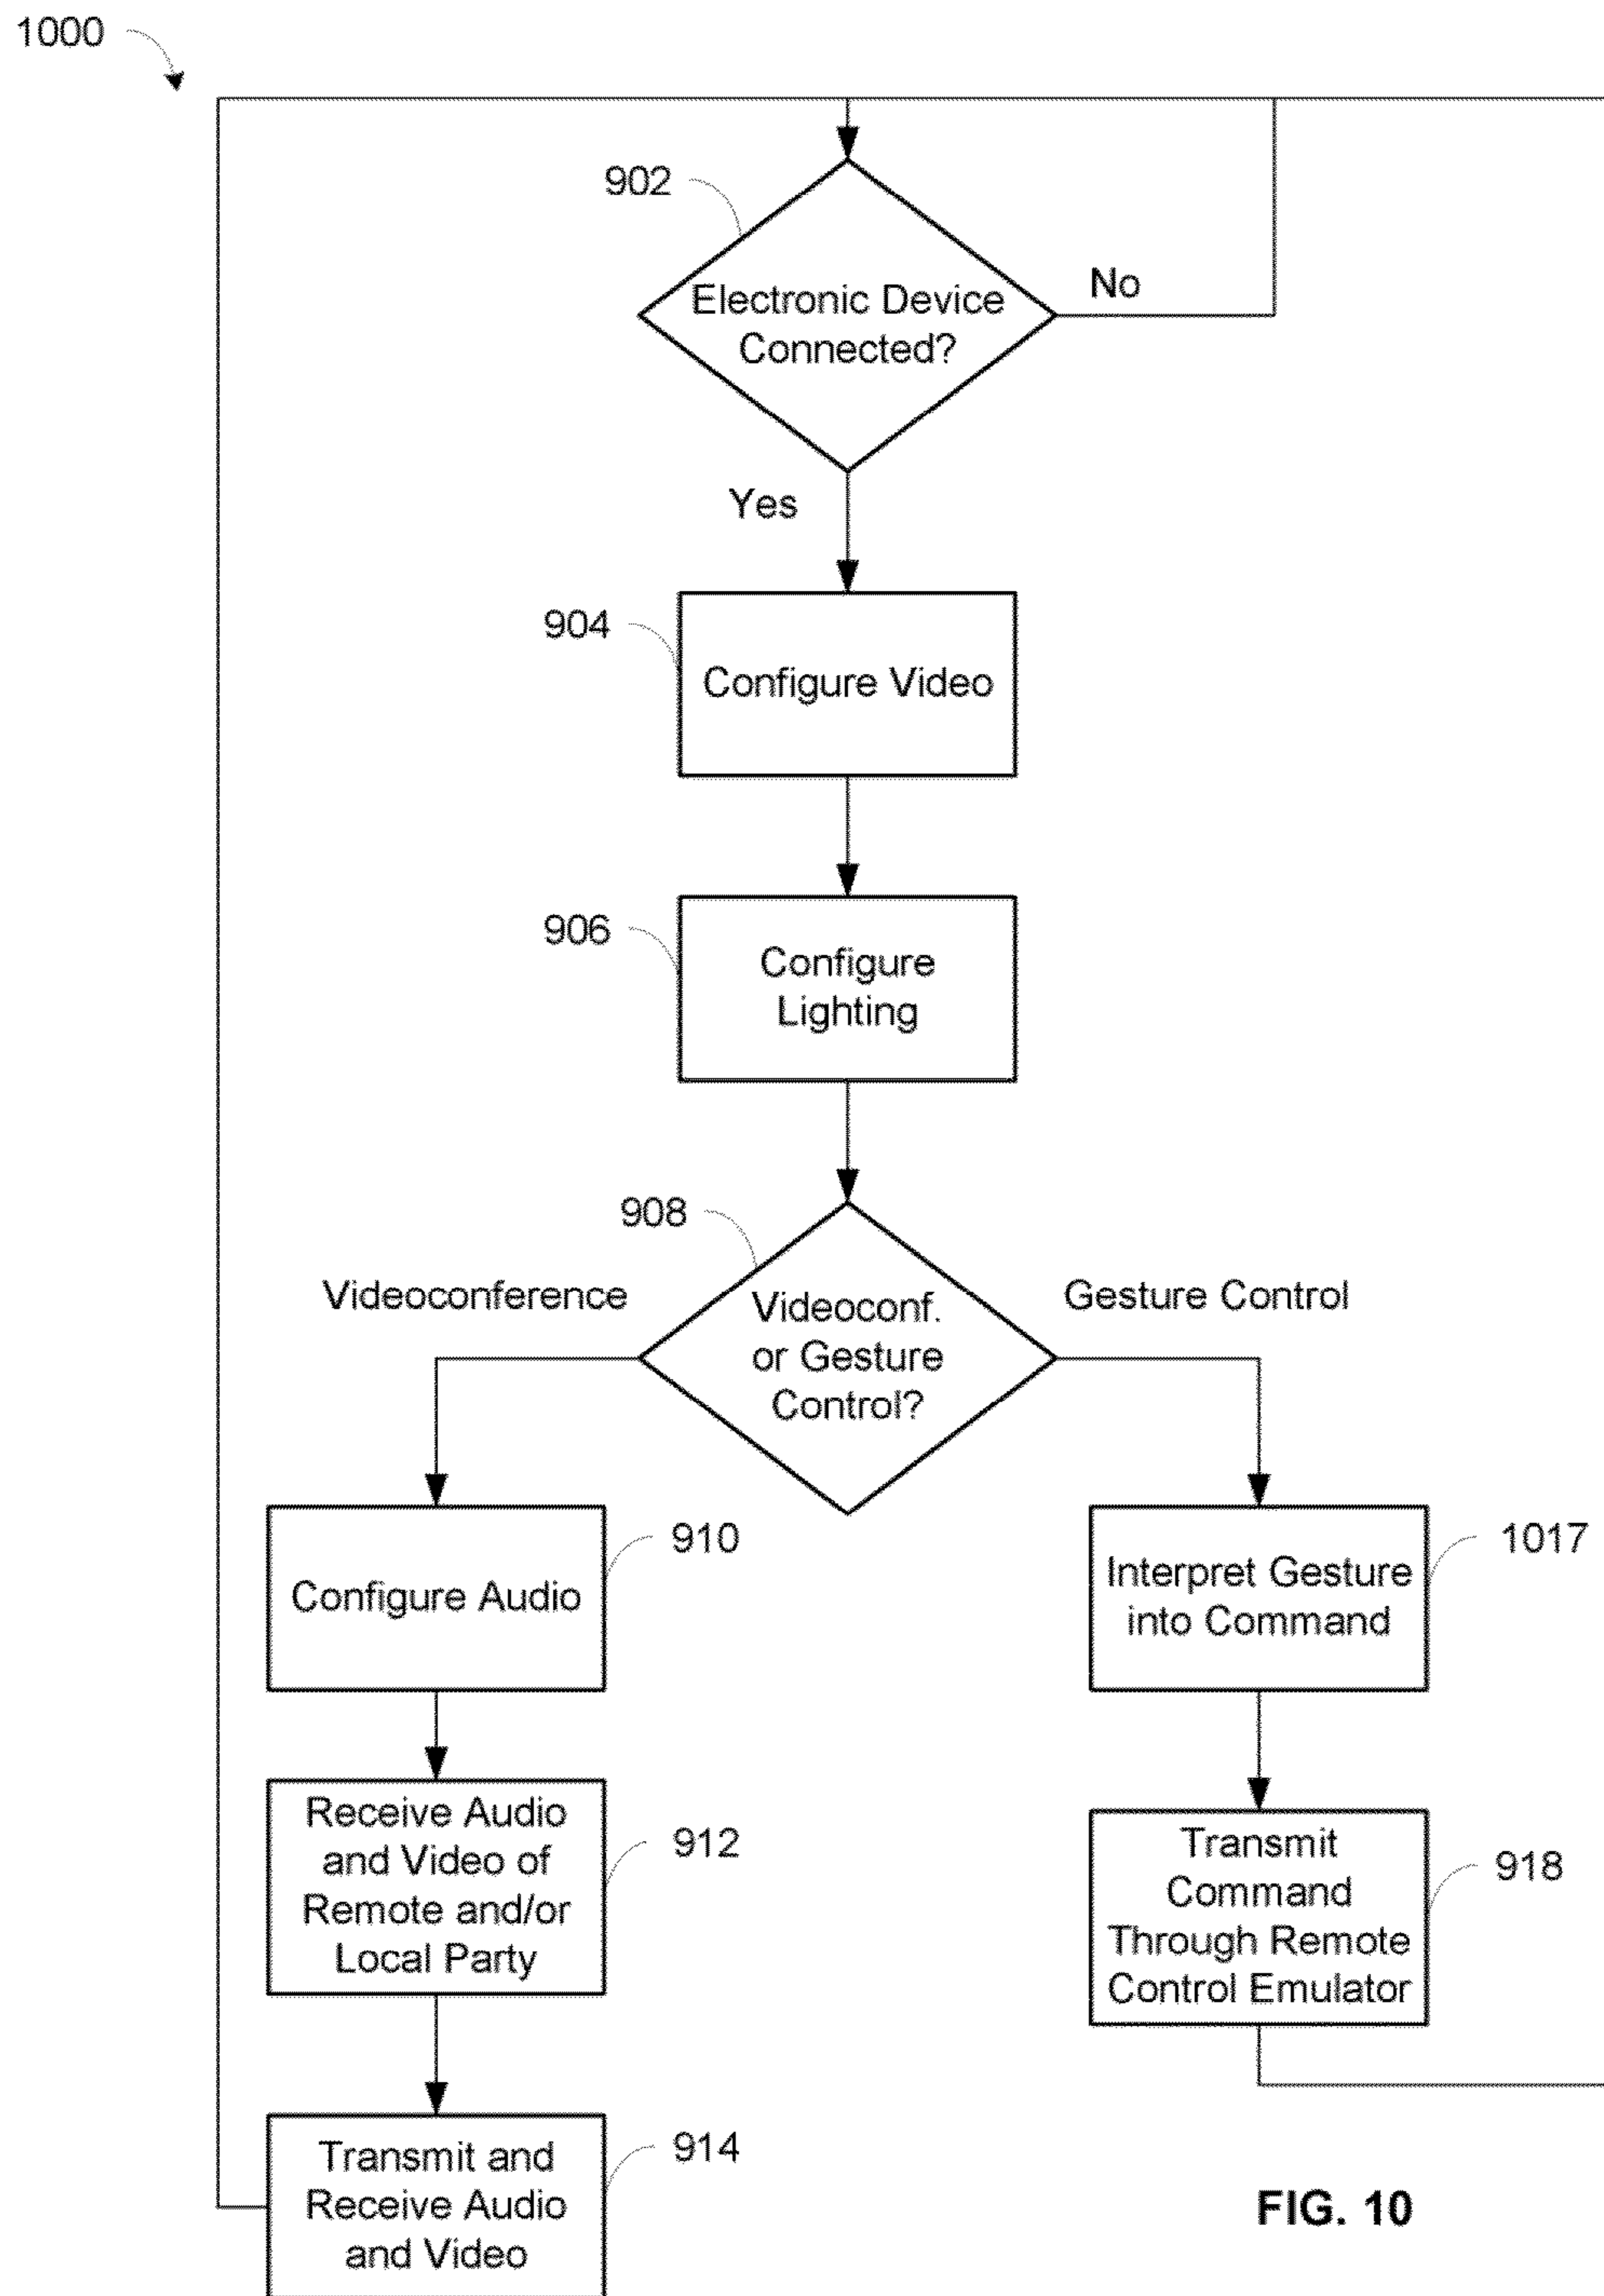 1000
902
Electronic Device
Connected?
No
Yes
904
Configure Video
906
Configure
Lighting
908
Videoconference
Videoconf.
or Gesture
Control?
Gesture Control
910
Configure Audio
1017
Interpret Gesture
into Command
Receive Audio
and Video of
Remote and/or
Local Party
912
Transmit
Command
Through Remote
Control Emulator
918
Transmit and
Receive Audio
and Video
914
FIG. 10